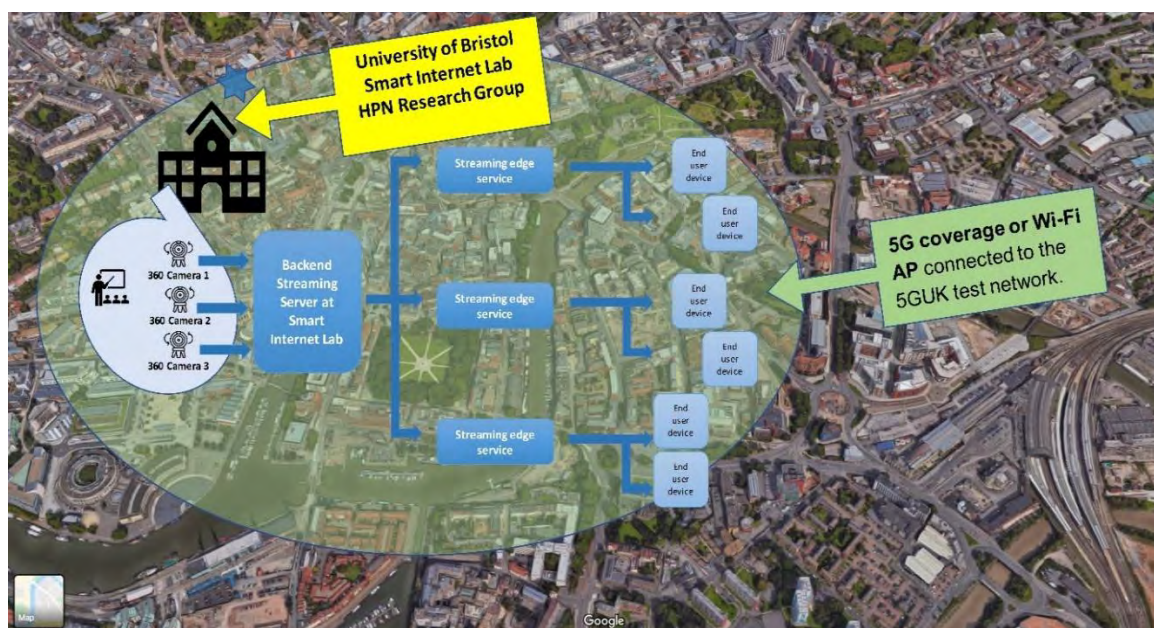 University of Bristol
Smart Internet Lab
HPN Research Group
Streaming edge
service
End
user
device
End
user
device
5G coverage or Wi-Fi
AP connected to the
5GUK test network.
360 Camera 1
360 Camera 2
360 Camera 3
Backend
Streaming
Server at
Smart
Internet Lab
Streaming edge
service
End
user
device
End
user
device
Streaming edge
service
End
user
device
End
user
device
Map
Google